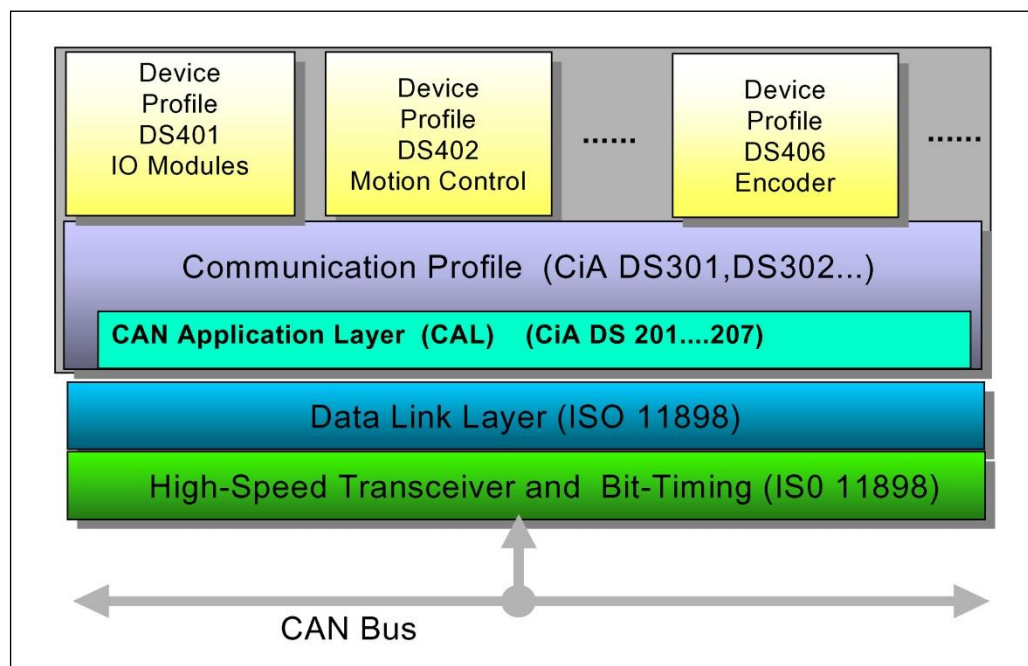 Device
Profile
DS401
IO Modules
Device
Profile
DS402
Motion Control
......
Device
Profile
DS406
Encoder
......
Communication Profile (CiA DS301,DS302...)
CAN Application Layer (CAL) (CiA DS 201....207)
Data Link Layer (ISO 11898)
High-Speed Transceiver and Bit-Timing (IS0 11898)
CAN Bus